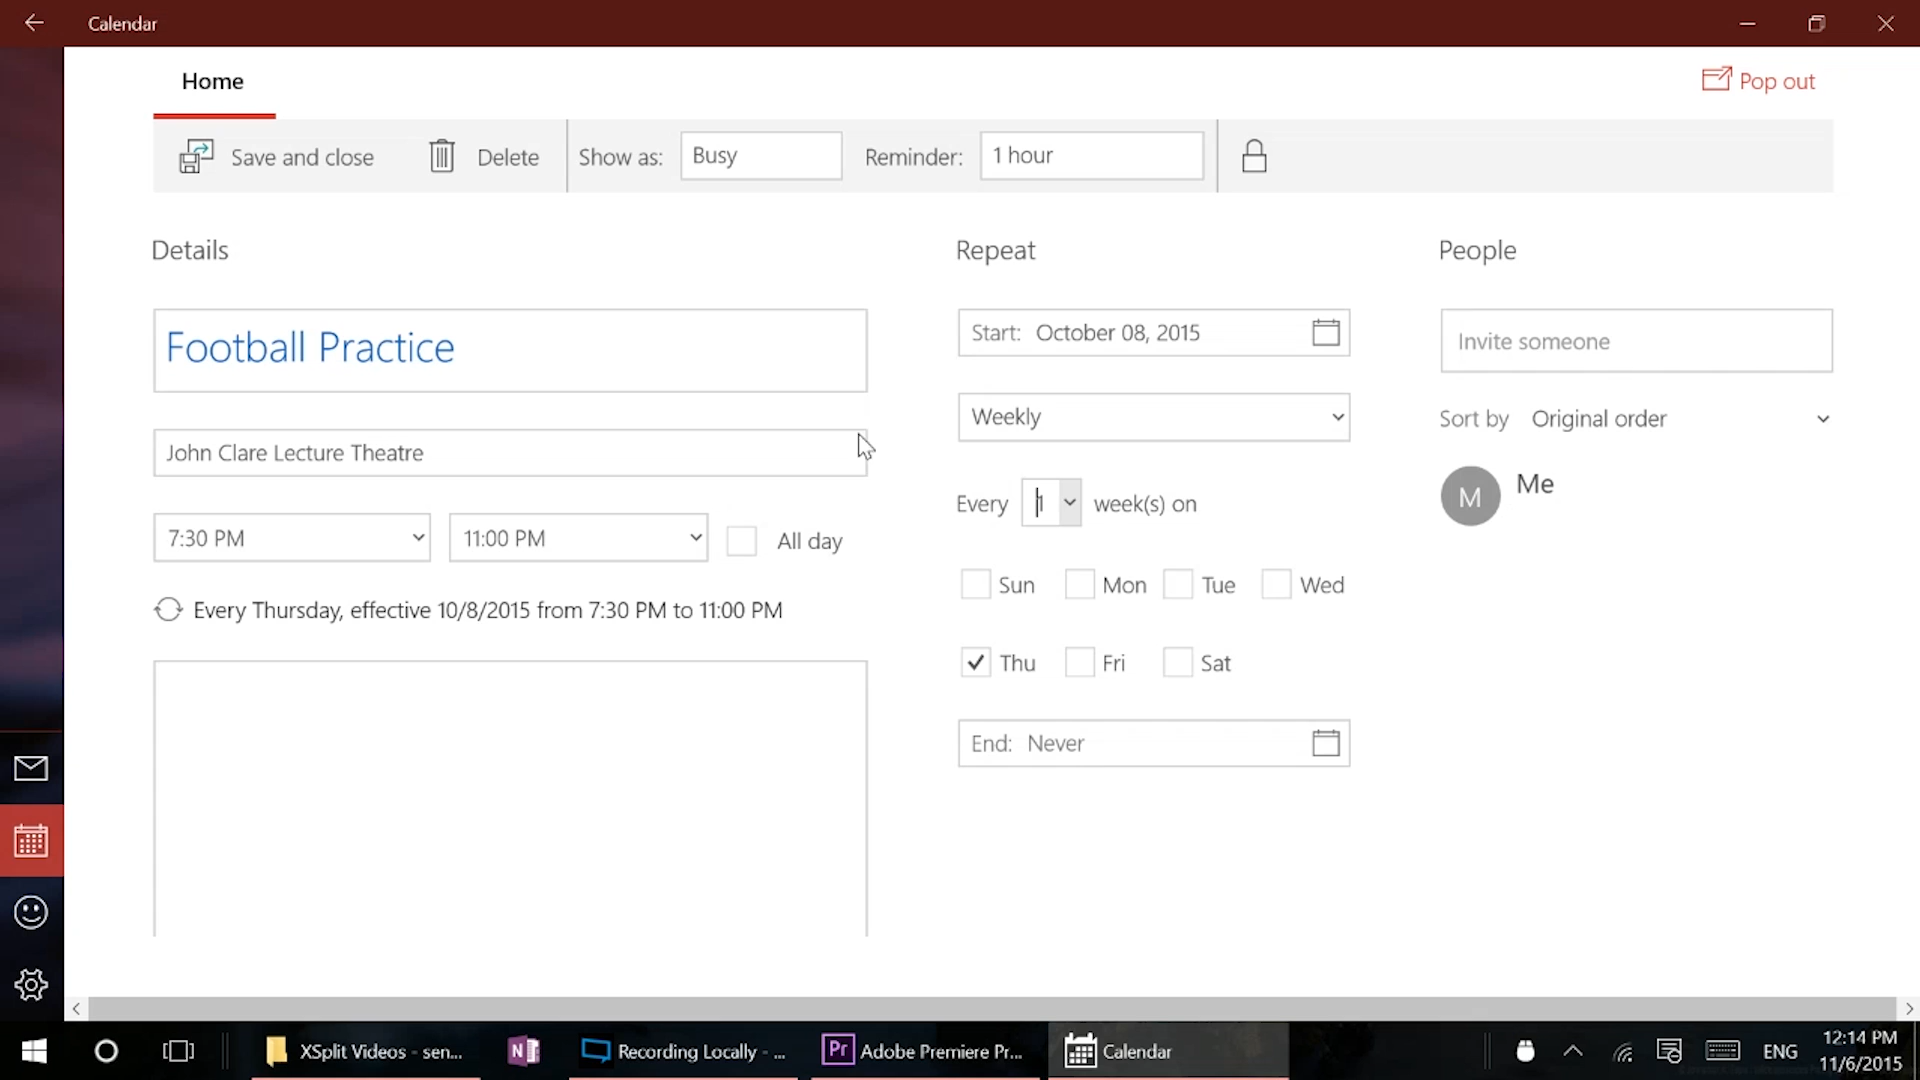 Calendar
Home
Pop out
Save and close
Delete
Show as:
Busy
Reminder:
1 hour
Details
Repeat
People
Football Practice
Start: October 08, 2015
Invite someone
John Clare Lecture Theatre
Weekly
Sort by Original order
M
Me
Every 1 week(s) on
7:30 PM
11:00 PM
All day
Sun
Mon
Tue
Wed
Every Thursday, effective 10/8/2015 from 7:30 PM to 11:00 PM
Thu
Fri
Sat
End: Never
XSplit Videos - sen...
N
Recording Locally - ...
Pr
Adobe Premiere Pr...
Calendar
ENG
12:14 PM
11/6/2015